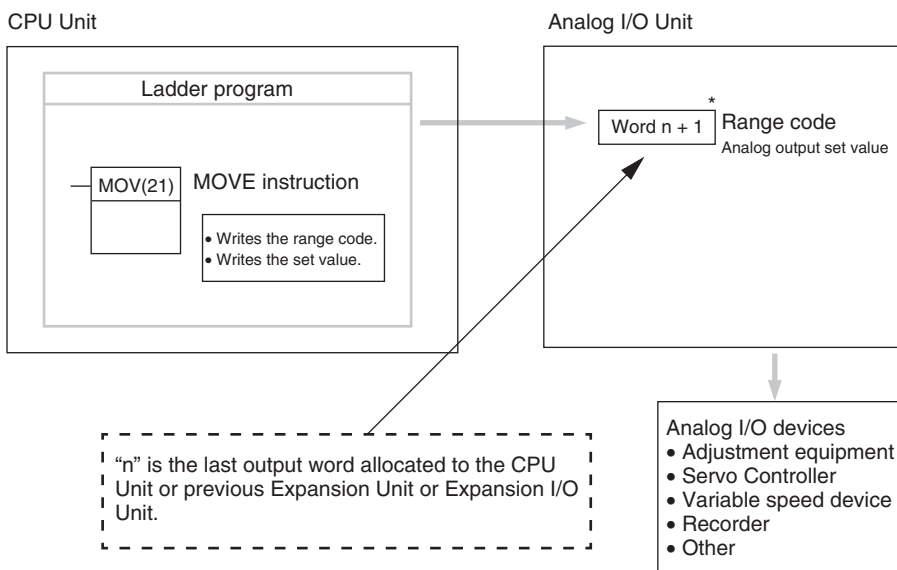 CPU Unit
Analog I/O Unit
Ladder program
MOV(21)
MOVE instruction
• Writes the range code.
• Writes the set value.
*
Word n + 1
Range code
Analog output set value
“n” is the last output word allocated to the CPU
Unit or previous Expansion Unit or Expansion I/O
Unit.
Analog I/O devices
• Adjustment equipment
• Servo Controller
• Variable speed device
• Recorder
• Other